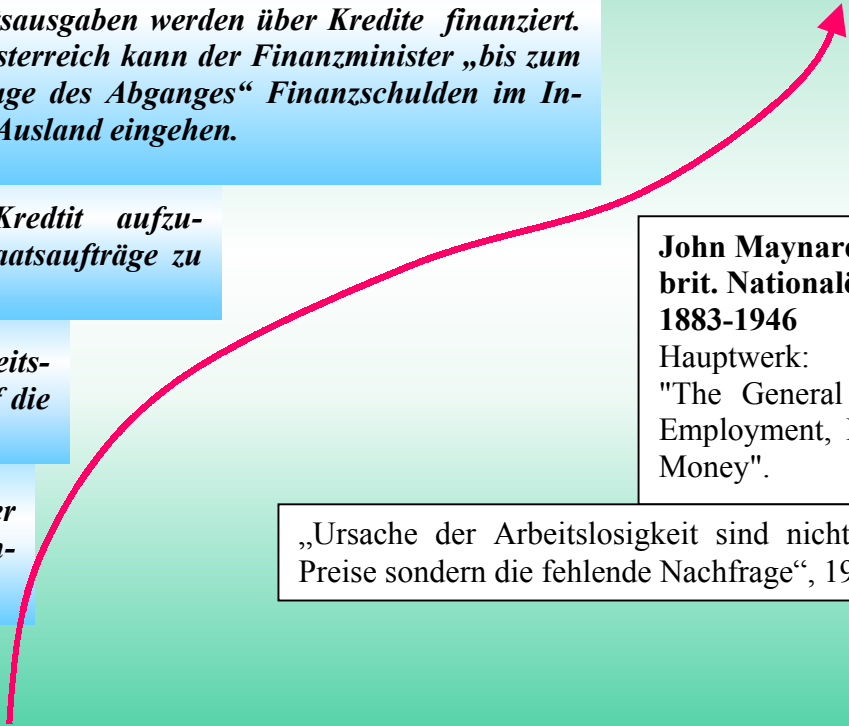 tsausgaben werden über Kredite finanziert.
sterreich kann der Finanzminister „bis zum
age des Abganges“ Finanzschulden im In-
Ausland eingehen.
Kredtit aufzu-
aatsaufträge zu
eits-
f die
er
n-
John Maynard
brit. Nationalö
1883-1946
Hauptwerk:
"The General
Employment, I
Money".
„Ursache der Arbeitslosigkeit sind nicht
Preise sondern die fehlende Nachfrage“, 19